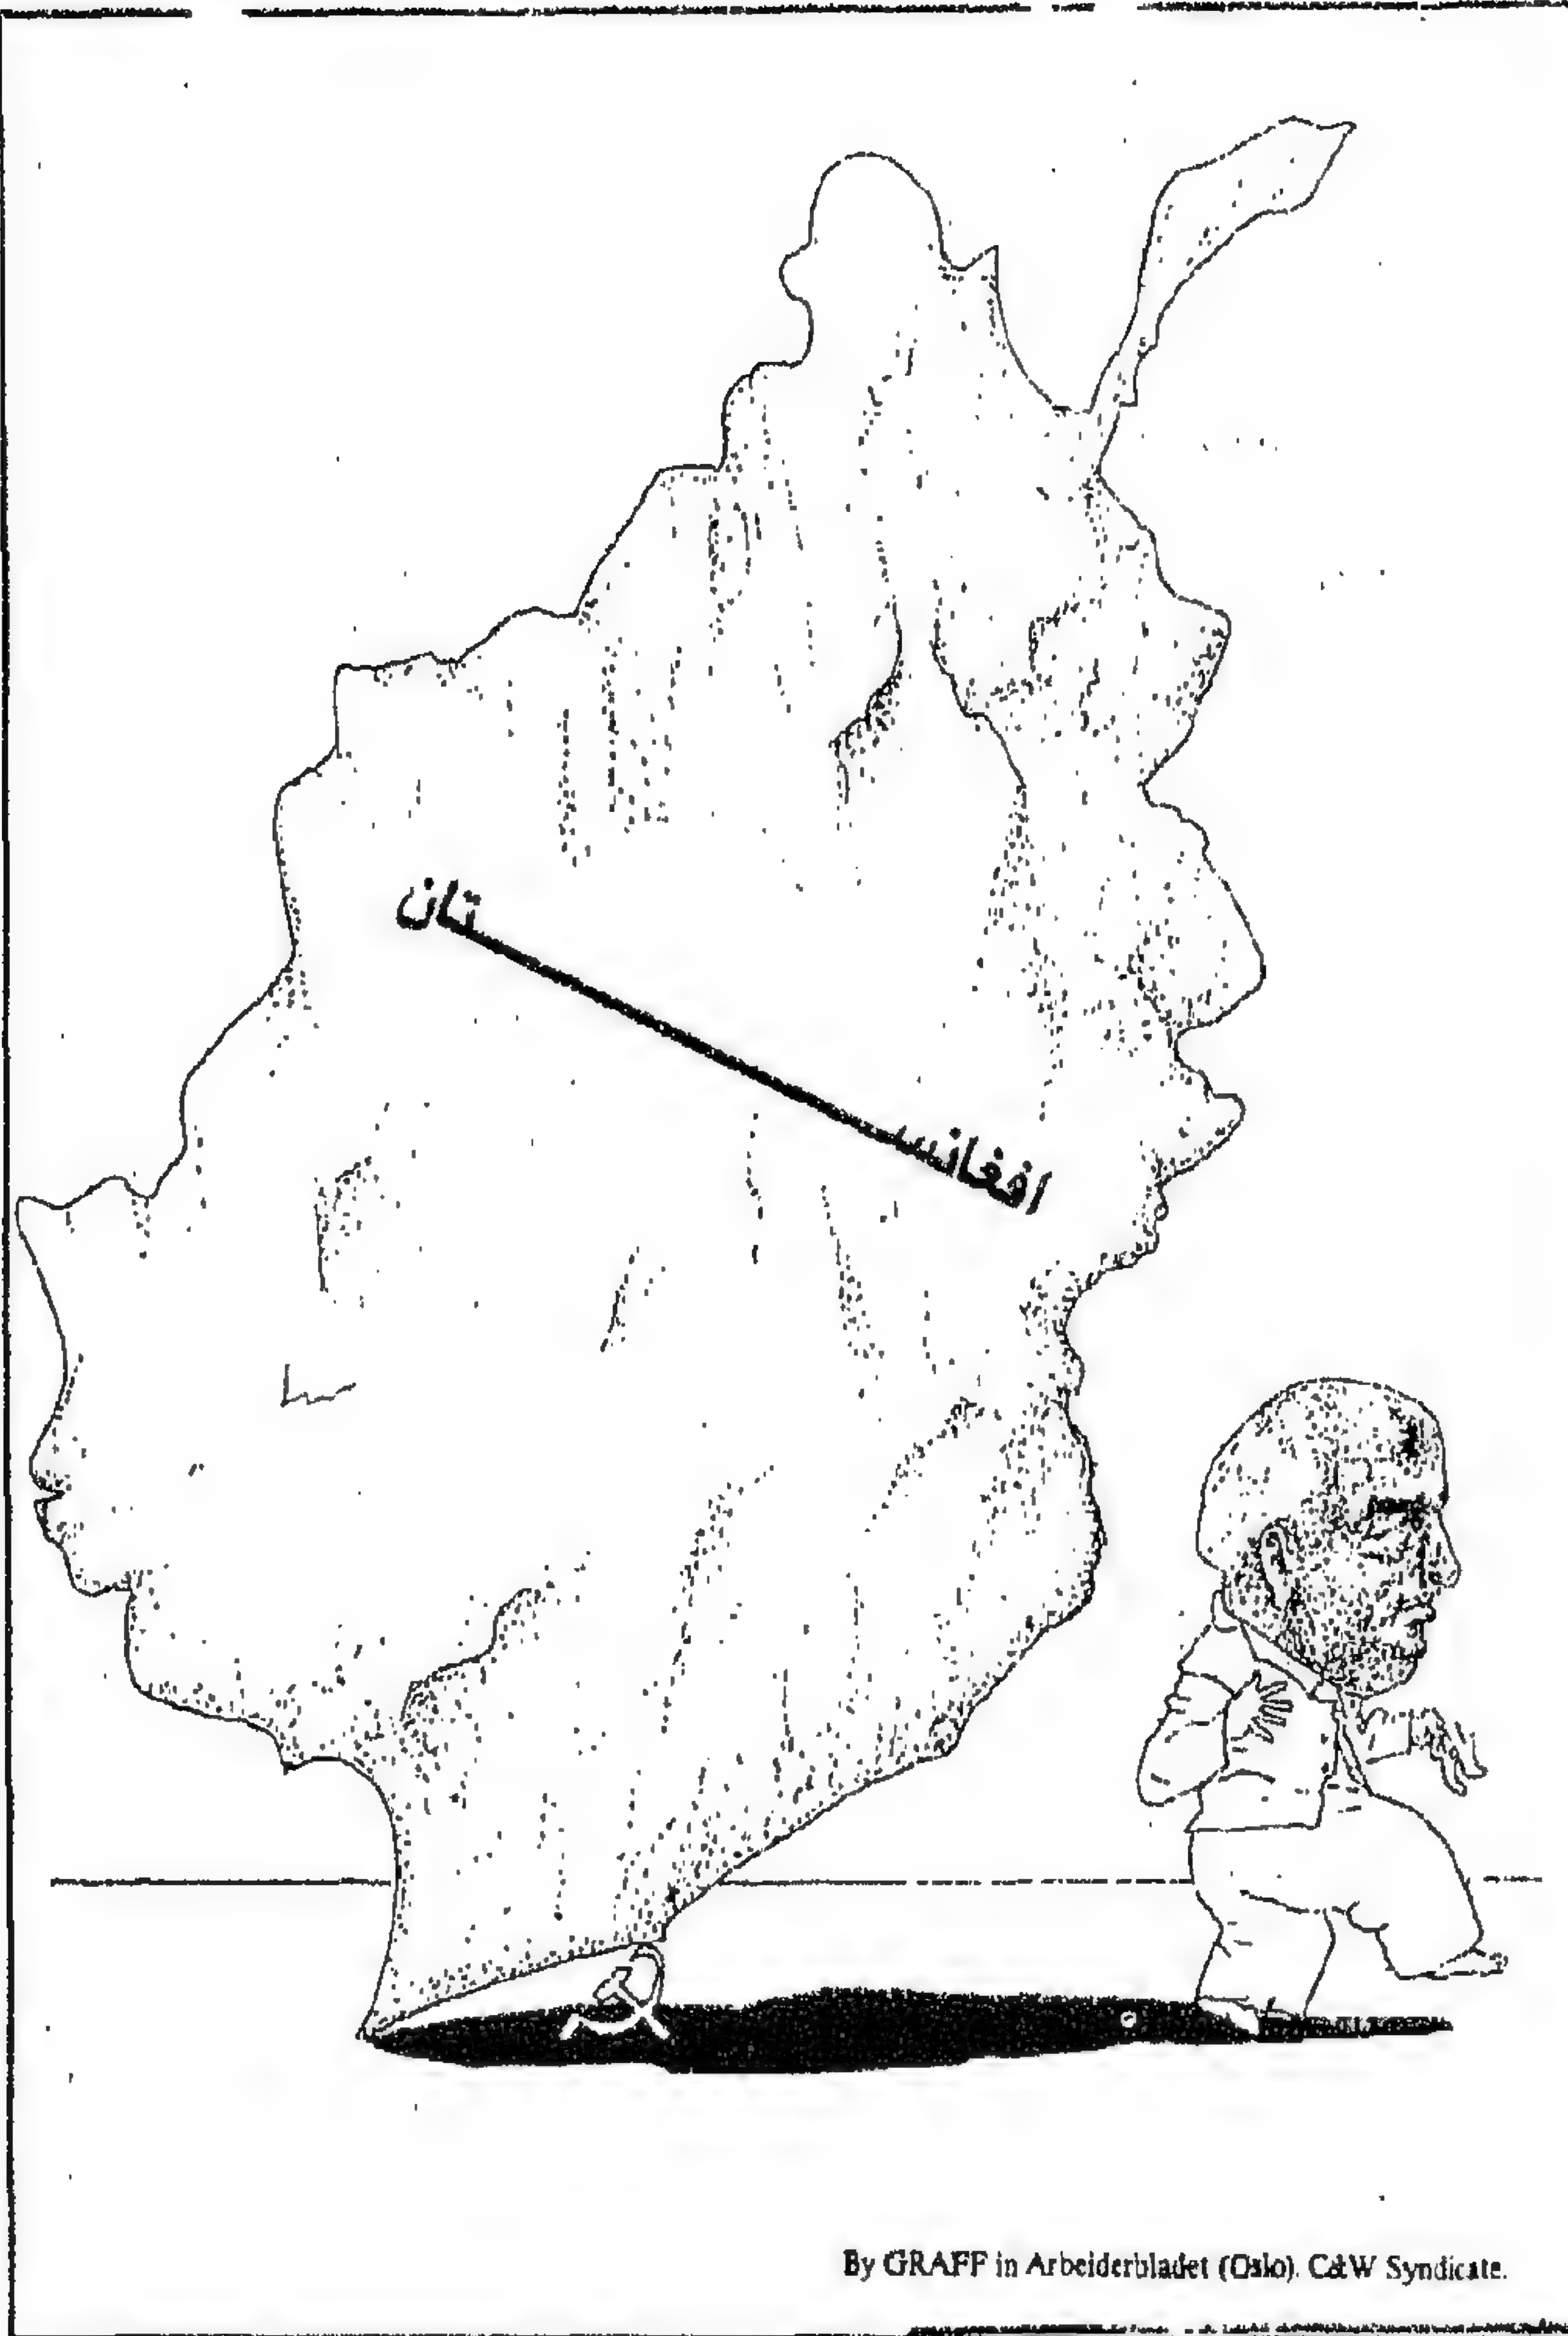 افغانستان
By GRAFF in Arbeiderbladet (Oslo). C&W Syndicate.